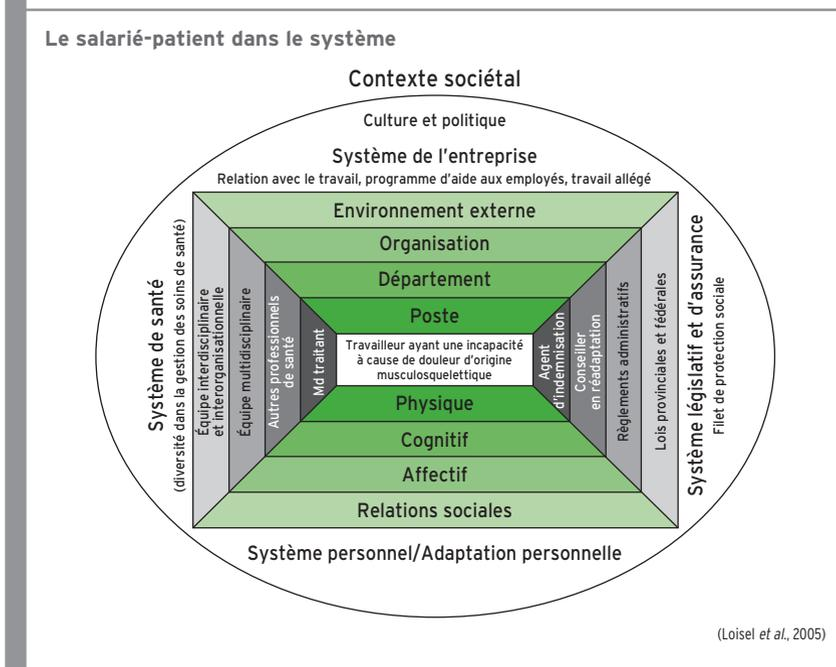 Le salarié-patient dans le système
Contexte sociétal
Culture et politique
Système de l'entreprise
Relation avec le travail, programme d'aide aux employés, travail allégé
Environnement externe
Organisation
Département
Poste
Système de santé
(diversité dans la gestion des soins de santé)
Équipe interdisciplinaire
et interorganisationnelle
Équipe multidisciplinaire
Autres professionnels
de santé
Md traitant
Travailleur ayant une incapacité
à cause de douleur d'origine
musculosquelettique
Agent
d'indemnisation
Conseiller
en réadaptation
Règlements administratifs
Lois provinciales et fédérales
Système législatif et d'assurance
Filet de protection sociale
Physique
Cognitif
Affectif
Relations sociales
Système personnel/Adaptation personnelle
(Loisel et al., 2005)